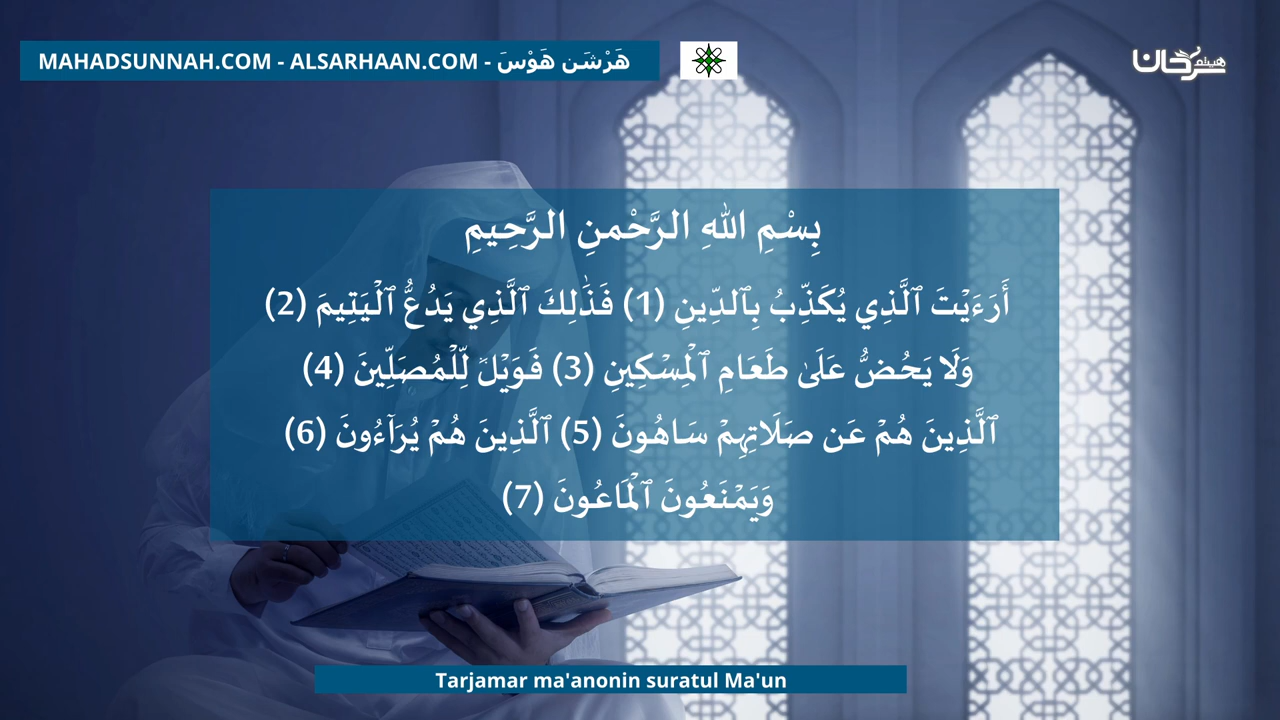 MAHADSUNNAH.COM - ALSARHAAN.COM - هَرْشَن هَوْسَ
هيثم سرحان
بِسْمِ اللهِ الرَّحْمنِ الرَّحِيمِ
أَرَءَيۡتَ ٱلَّذِي يُكَذِّبُ بِٱلدِّينِ (1) فَذَٰلِكَ ٱلَّذِي يَدُعُّ ٱلۡيَتِيمَ (2)
وَلَا يَحُضُّ عَلَىٰ طَعَامِ ٱلۡمِسۡكِينِ (3) فَوَيۡلٞ لِّلۡمُصَلِّينَ (4)
ٱلَّذِينَ هُمۡ عَن صَلَاتِهِمۡ سَاهُونَ (5) ٱلَّذِينَ هُمۡ يُرَآءُونَ (6)
وَيَمۡنَعُونَ ٱلۡمَاعُونَ (7)
Tarjamar ma'anonin suratul Ma'un